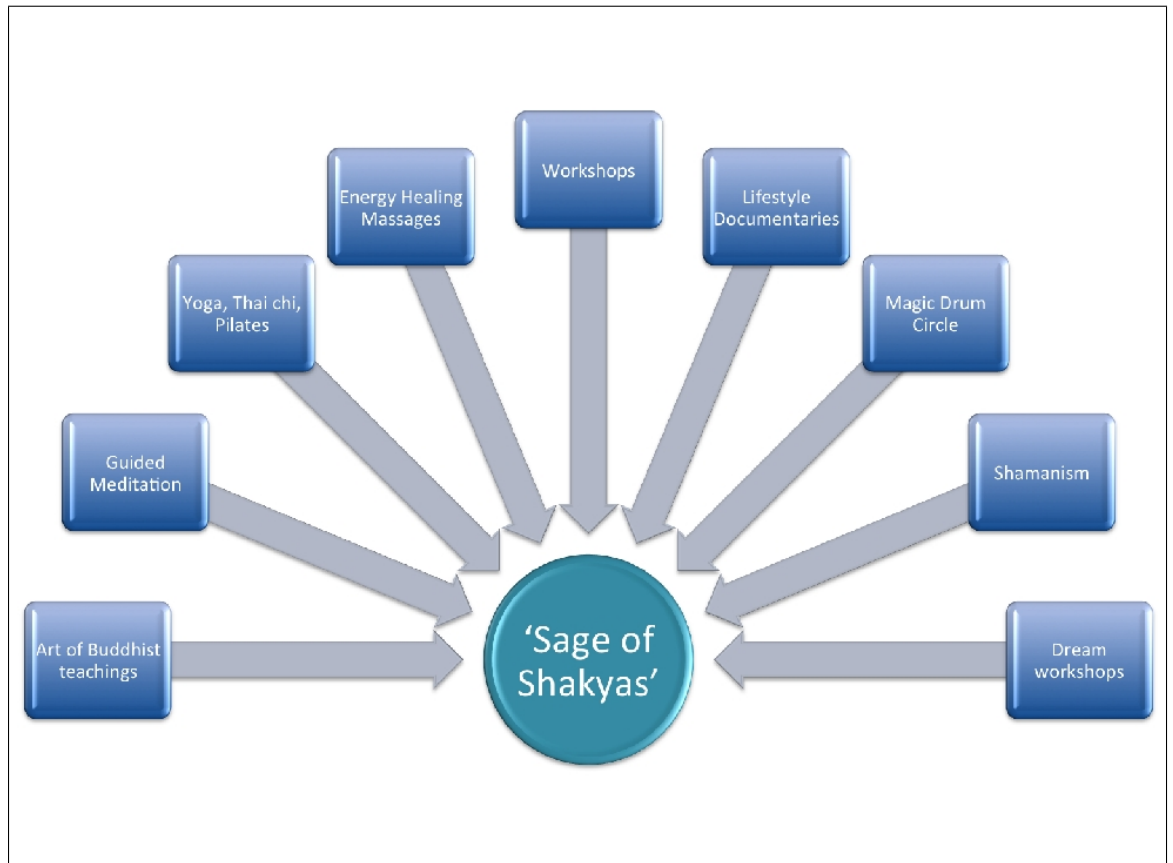 Workshops
Energy Healing
Massages
Lifestyle
Documentaries
Yoga, Thai chi,
Pilates
Magic Drum
Circle
Guided
Meditation
Shamanism
Art of Buddhist
teachings
‘Sage of
Shakyas’
Dream
workshops